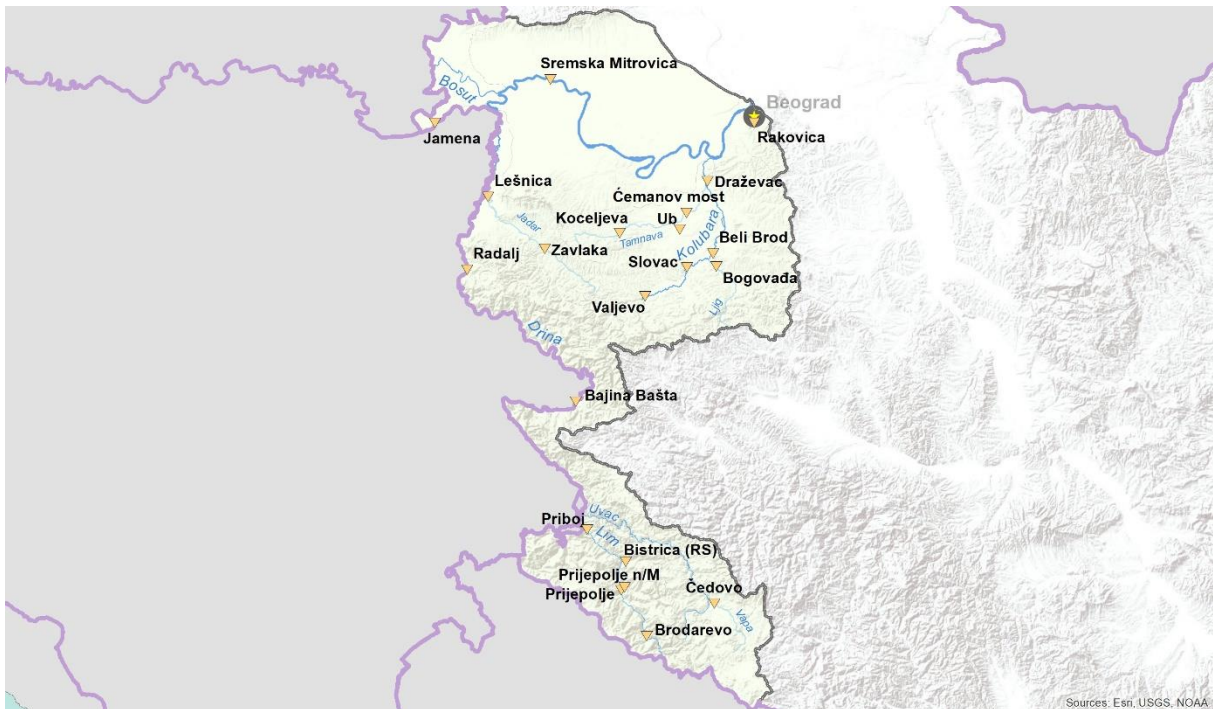 Sremska Mitrovica
Bosut
Beograd
Jamena
Rakovica
Lešnica
Draževac
Ćemanov most
Jadar
Koceljeva
Ub
Kolubara
Tamnava
Beli Brod
Zavlaka
Radalj
Slovac
Bogovađa
Valjevo
Ljig
Drina
Bajina Bašta
Uvac
Priboj
Lim
Bistrica (RS)
Prijepolje n/M
Prijepolje
Čedovo
Vapa
Brodarevo
Sources: Esri, USGS, NOAA